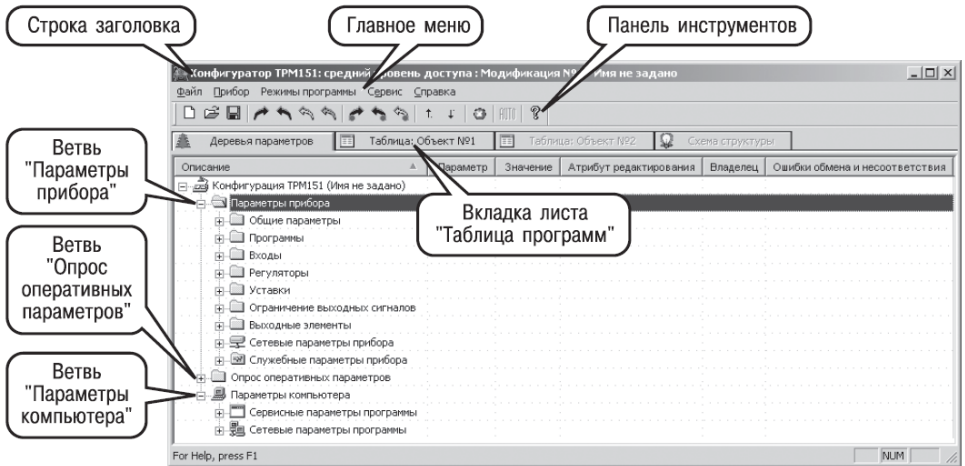 Строка заголовка
Главное меню
Панель инструментов
Конфигуратор ТРМ151: средний уровень доступа : Модификация № Имя не задано
Файл Прибор Режимы программы Сервис Справка
Деревья параметров Таблица: Объект №1 Таблица: Объект №2 Схема структуры
Описание Параметр Значение Атрибут редактирования Владелец Ошибки обмена и несоответствия
Ветвь
"Параметры
прибора"
Конфигурация ТРМ151 (Имя не задано)
Параметры прибора
Общие параметры
Программы
Входы
Регуляторы
Уставки
Ограничение выходных сигналов
Выходные элементы
Сетевые параметры прибора
Служебные параметры прибора
Вкладка листа
"Таблица программ"
Ветвь
"Опрос
оперативных
параметров"
Опрос оперативных параметров
Ветвь
"Параметры
компьютера"
Параметры компьютера
Сервисные параметры программы
Сетевые параметры программы
For Help, press F1
NUM